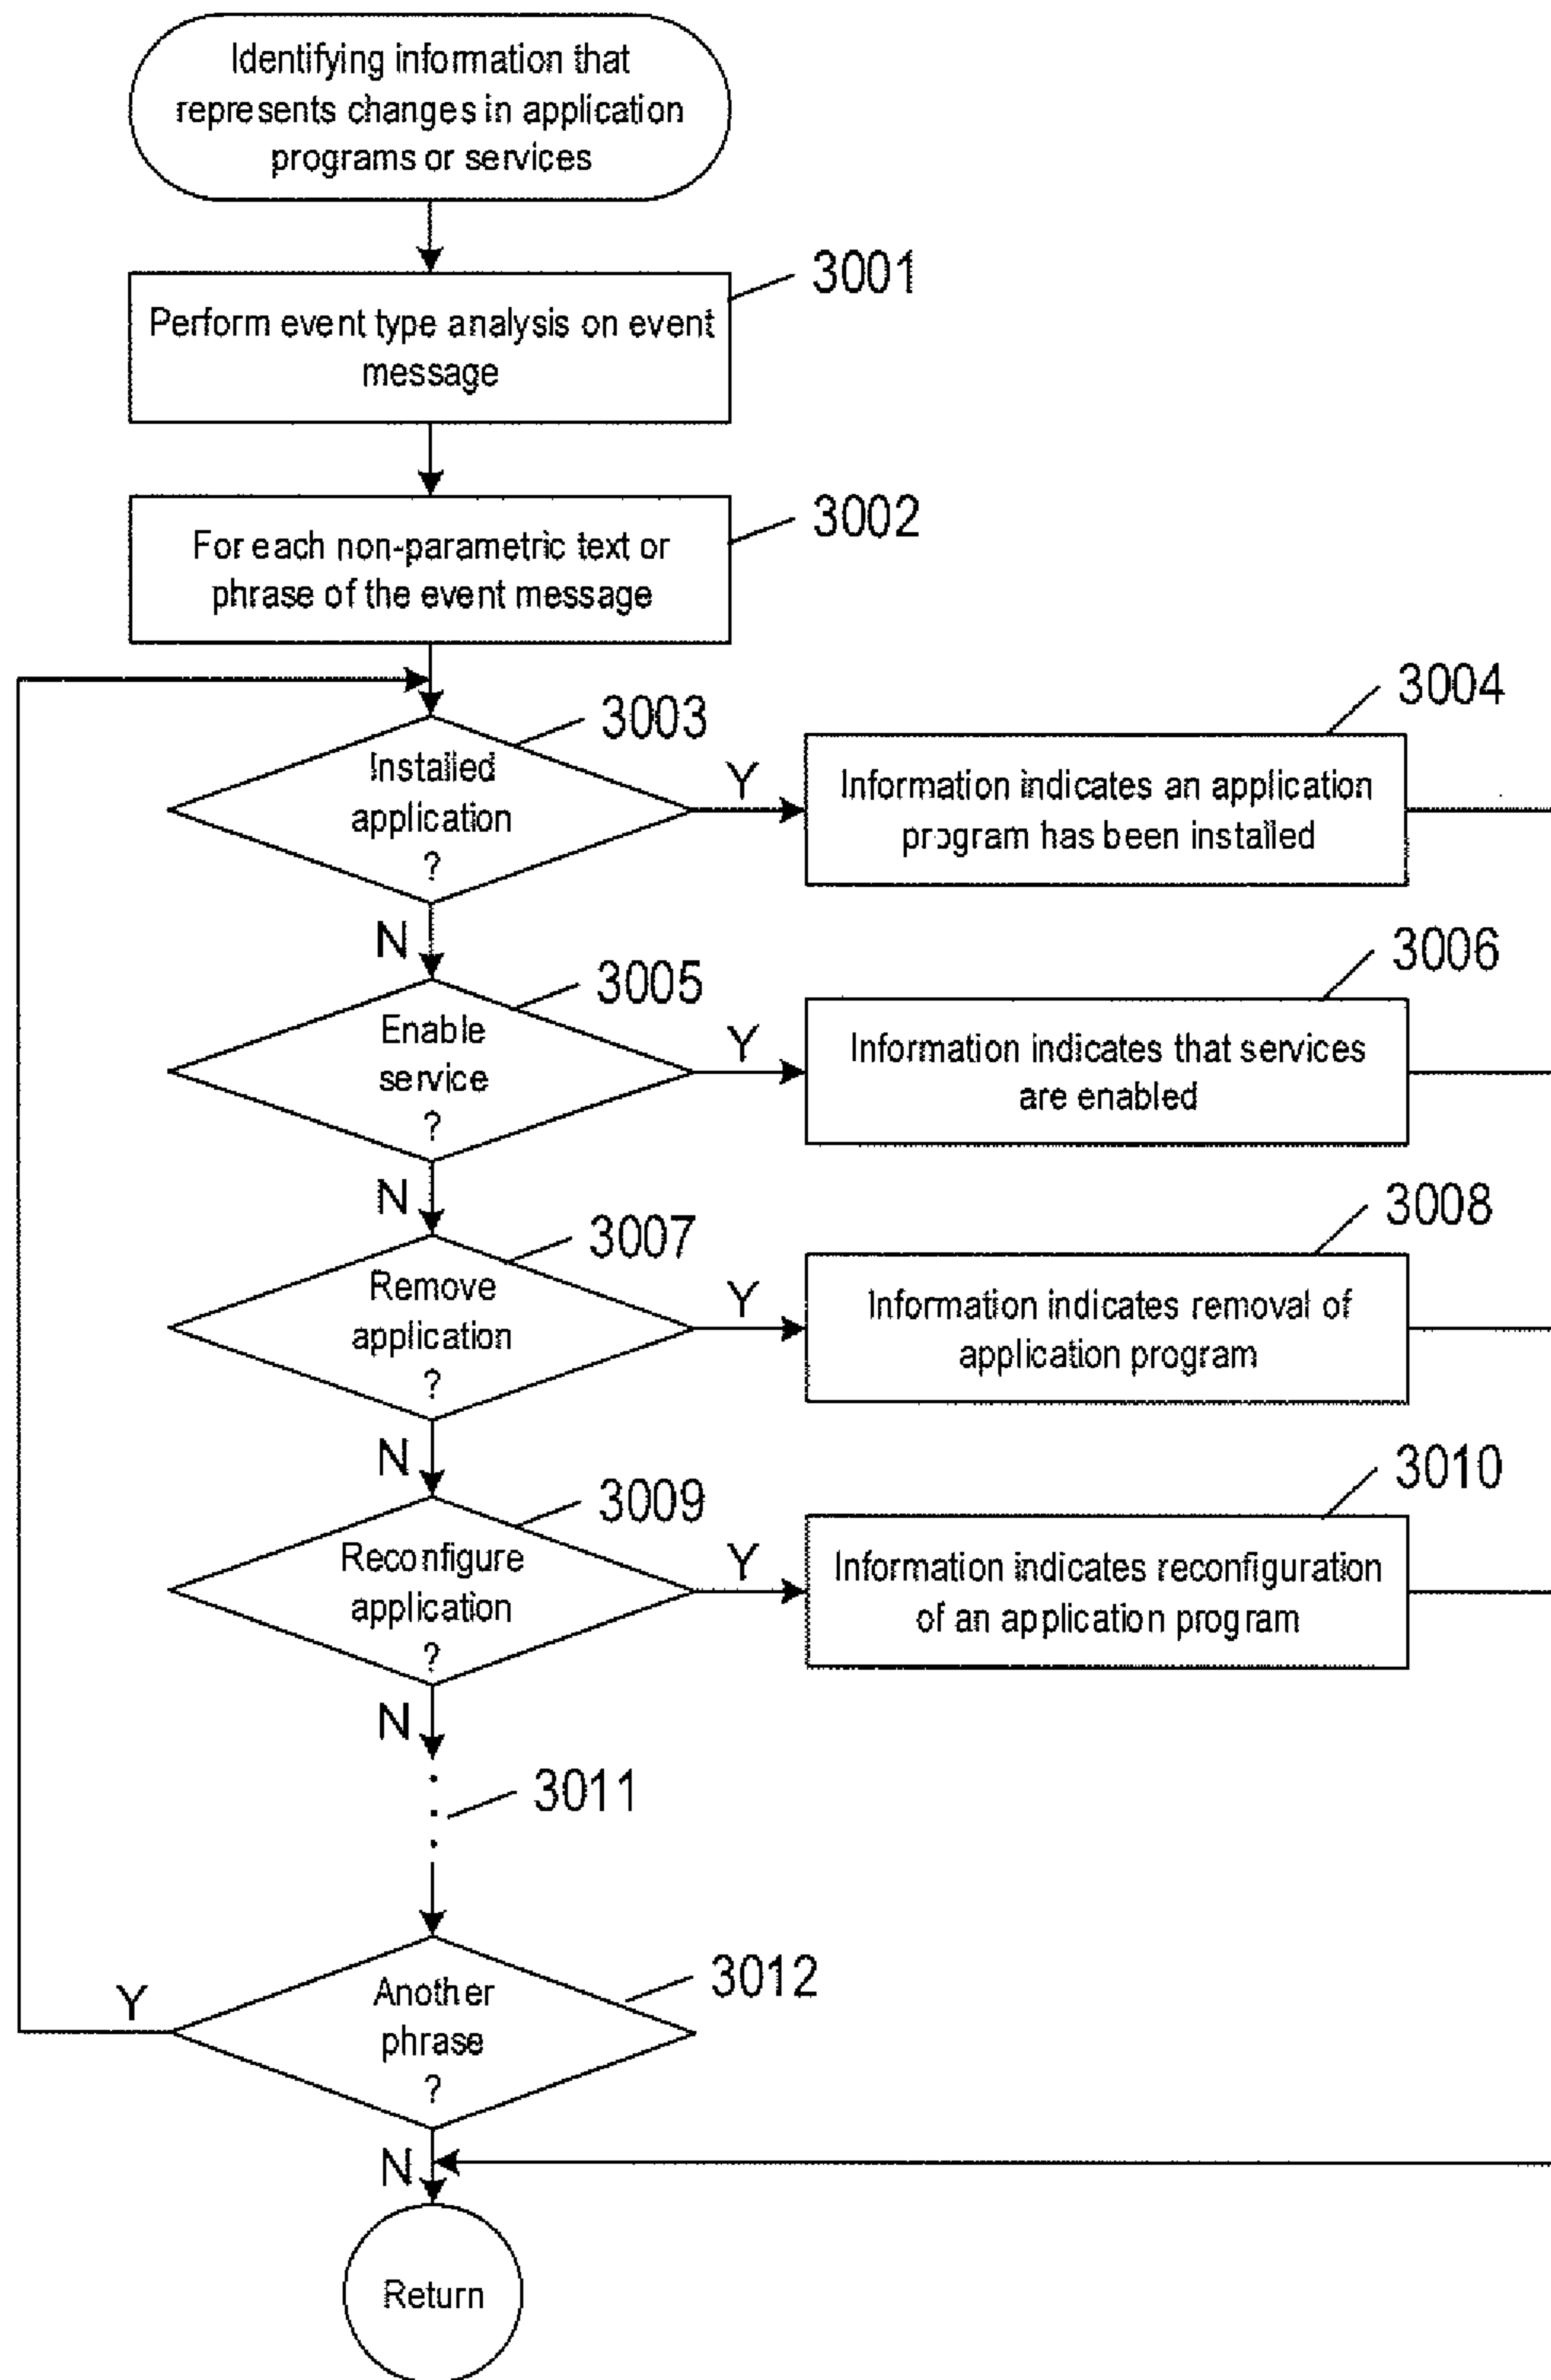 Identifying information that
represents changes in application
programs or services
3001
Perform event type analysis on event
message
3002
For each non-parametric text or
phrase of the event message
3003
Installed
application
?
Y
3004
Information indicates an application
program has been installed
N
3005
Enable
service
?
Y
3006
Information indicates that services
are enabled
N
3007
Remove
application
?
Y
3008
Information indicates removal of
application program
N
3009
Reconfigure
application
?
Y
3010
Information indicates reconfiguration
of an application program
N
3011
3012
Another
phrase
?
Y
N
Return